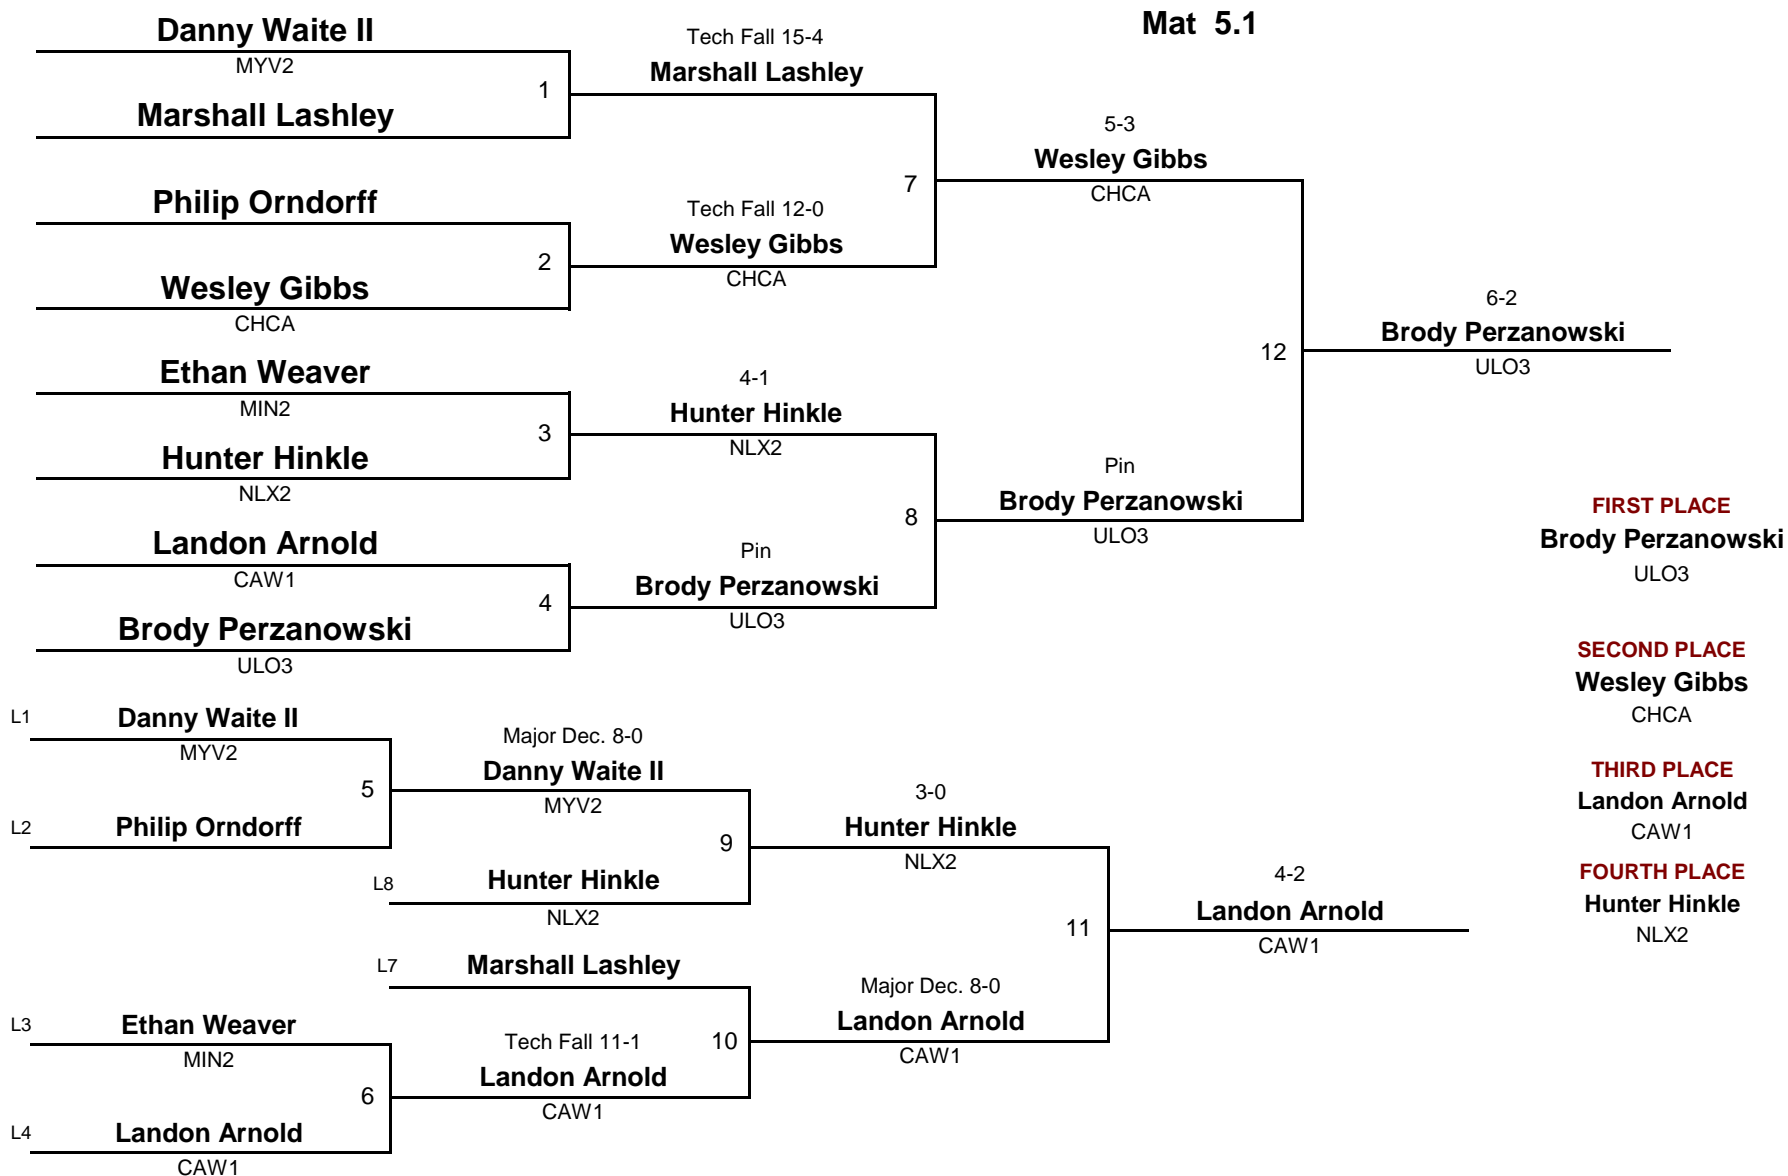 Mat 5.1
Danny Waite II
MYV2
1
Marshall Lashley
Philip Orndorff
2
Wesley Gibbs
CHCA
Ethan Weaver
MIN2
3
Hunter Hinkle
NLX2
Landon Arnold
CAW1
4
Brody Perzanowski
ULO3
Tech Fall 15-4
Marshall Lashley
7
Tech Fall 12-0
Wesley Gibbs
CHCA
4-1
Hunter Hinkle
NLX2
8
Pin
Brody Perzanowski
ULO3
5-3
Wesley Gibbs
CHCA
12
Pin
Brody Perzanowski
ULO3
6-2
Brody Perzanowski
ULO3
FIRST PLACE
Brody Perzanowski
ULO3
SECOND PLACE
Wesley Gibbs
CHCA
THIRD PLACE
Landon Arnold
CAW1
FOURTH PLACE
Hunter Hinkle
NLX2
L1 Danny Waite II
MYV2
5
L2 Philip Orndorff
Major Dec. 8-0
Danny Waite II
MYV2
9
L8 Hunter Hinkle
NLX2
L7 Marshall Lashley
10
L3 Ethan Weaver
MIN2
6
L4 Landon Arnold
CAW1
Tech Fall 11-1
Landon Arnold
CAW1
3-0
Hunter Hinkle
NLX2
11
Major Dec. 8-0
Landon Arnold
CAW1
4-2
Landon Arnold
CAW1